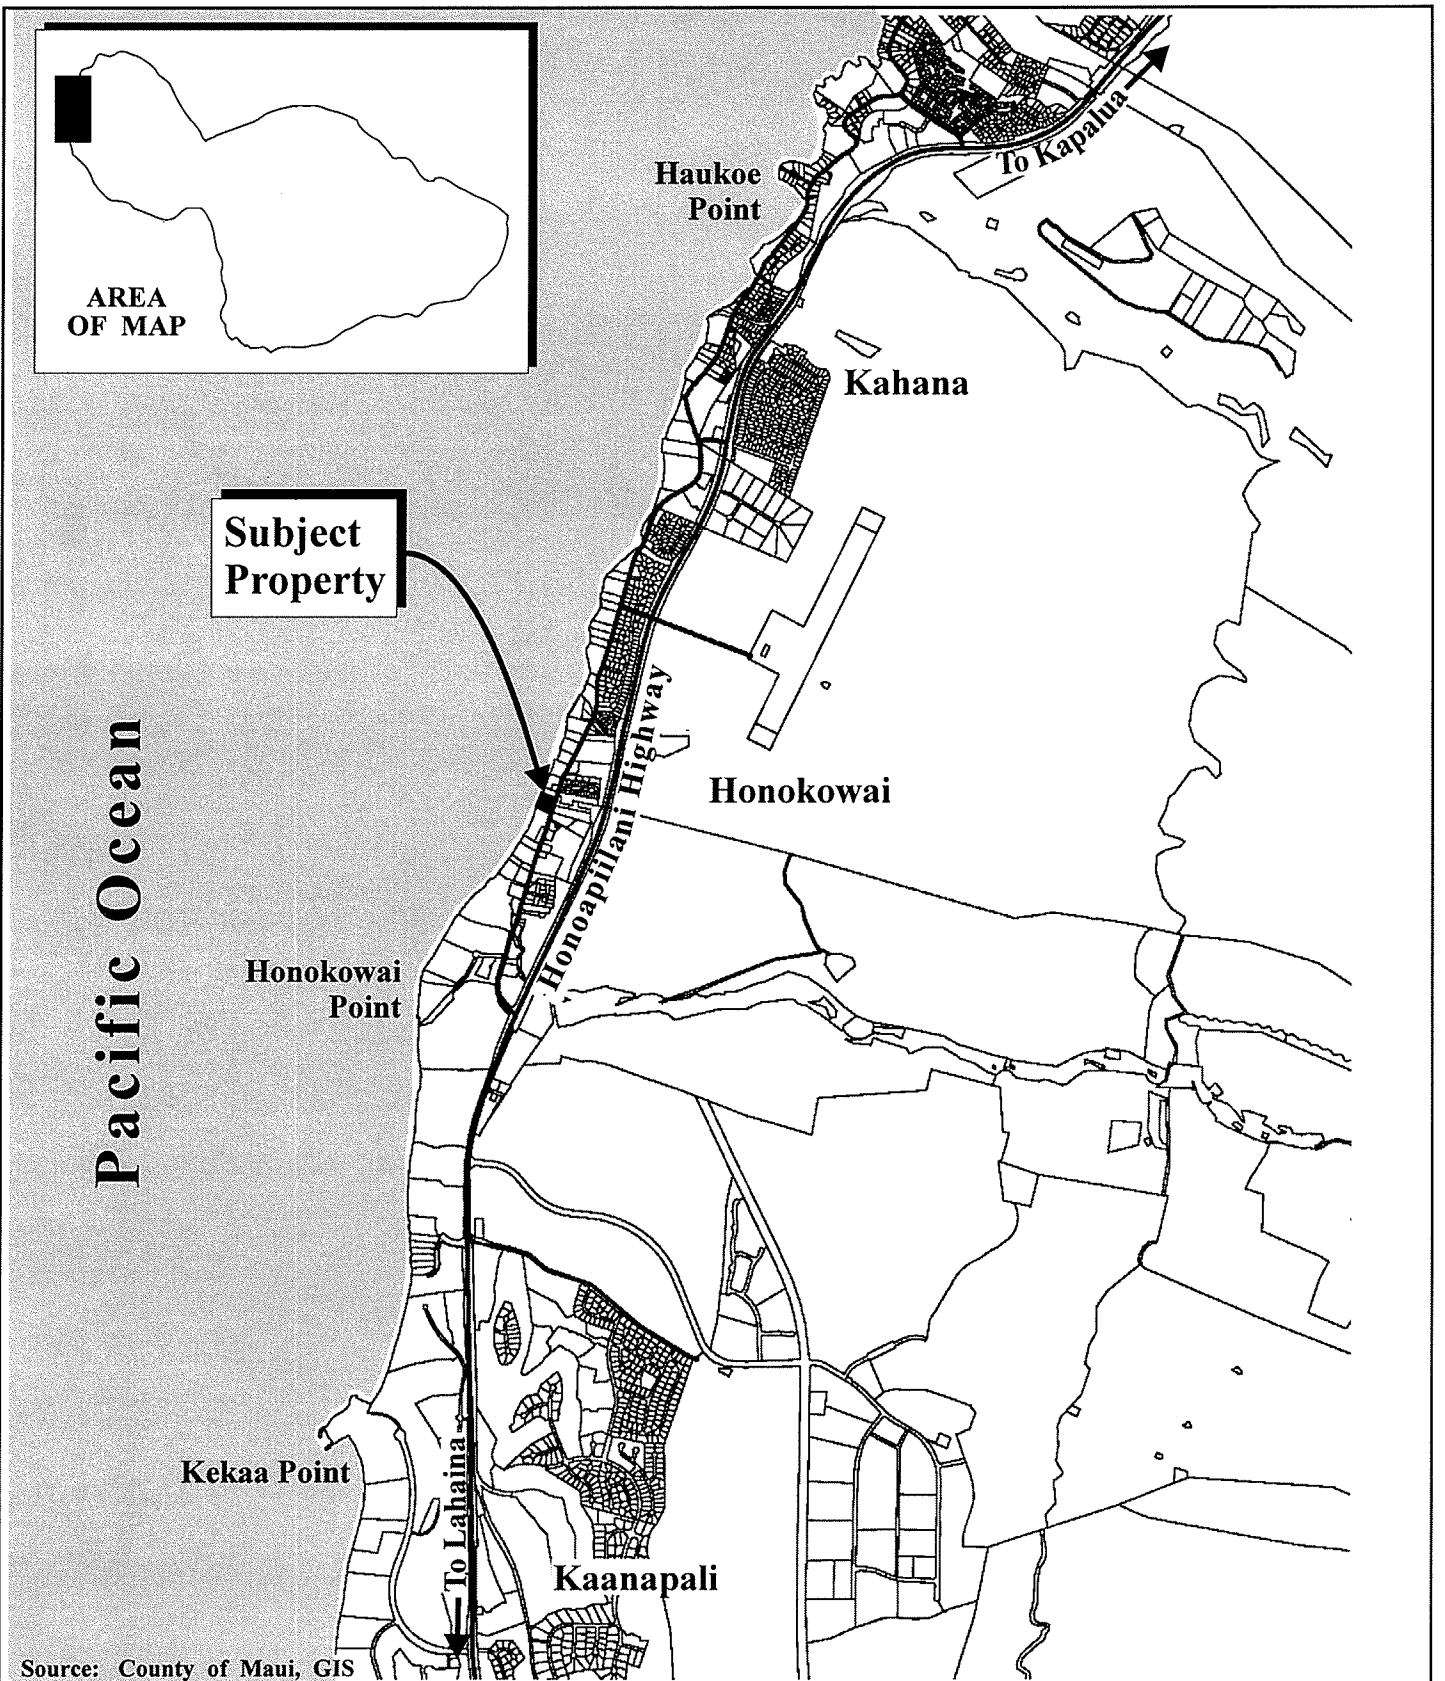 AREA
OF MAP
To Kapalua
Haukoe
Point
Kahana
Subject
Property
Honoapiilani Highway
Honokowai
Pacific Ocean
Honokowai
Point
Kekaa Point
To Lahaina
Kaanapali
Source: County of Maui, GIS